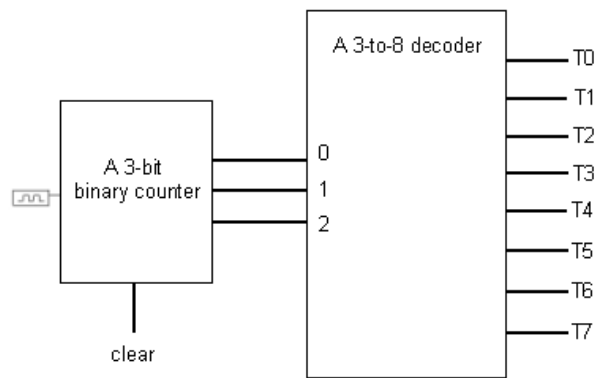 A 3-to-8 decoder
A 3-bit
binary counter
clear
0
1
2
T0
T1
T2
T3
T4
T5
T6
T7